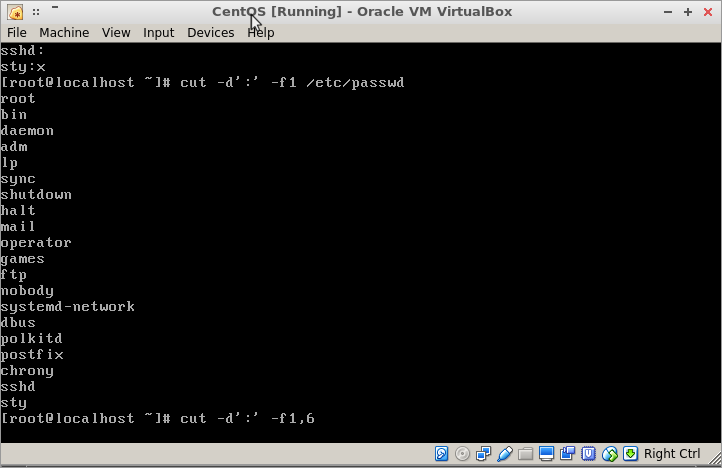 CentOS [Running] - Oracle VM VirtualBox
File Machine View Input Devices Help
sshd:
sty:x
[root@localhost ~]# cut -d':' -f1 /etc/passwd
root
bin
daemon
adm
lp
sync
shutdown
halt
mail
operator
games
ftp
nobody
systemd-network
dbus
polkitd
postfix
chrony
sshd
sty
[root@localhost ~]# cut -d':' -f1,6
Right Ctrl